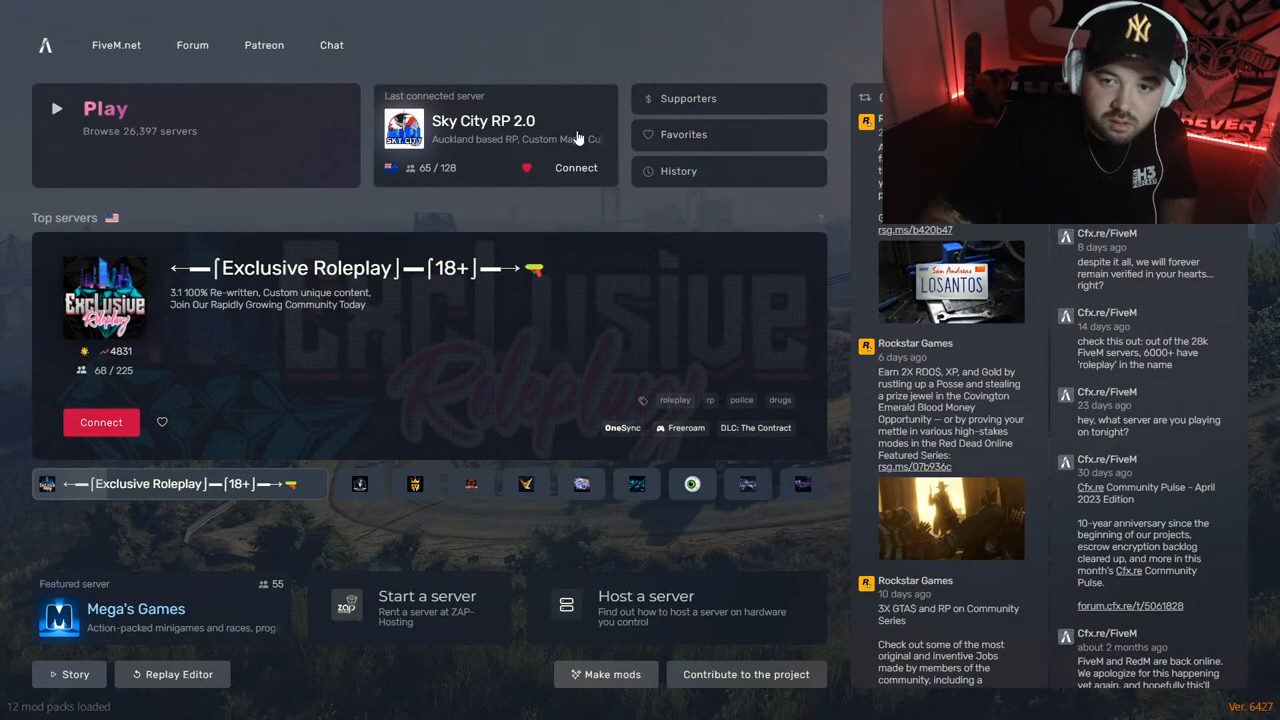 FiveM.net
Forum
Patreon
Chat
Play
Browse 26,397 servers
Last connected server
Sky City RP 2.0
Auckland based RP, Custom Ma
65 / 128
Connect
Supporters
Favorites
History
Top servers
?
←—⌈Exclusive Roleplay⌋—⌈18+⌋—→
3.1 100% Re-written, Custom unique content,
Join Our Rapidly Growing Community Today
EXCLUSIVE
Roleplay
4831
68 / 225
Connect
roleplay
rp
police
drugs
OneSync
Freeroam
DLC: The Contract
←—⌈Exclusive Roleplay⌋—⌈18+⌋—→
Featured server
55
Mega's Games
Action-packed minigames and races, prog
Start a server
Rent a server at ZAP-
Hosting
Host a server
Find out how to host a server on hardware
you control
Story
Replay Editor
Make mods
Contribute to the project
12 mod packs loaded
Ver. 6427
rsg.ms/b420b47
San Andreas
LOSANTOS
Rockstar Games
6 days ago
Earn 2X RDO$, XP, and Gold by
rustling up a Posse and stealing
a prize jewel in the Covington
Emerald Blood Money
Opportunity — or by proving your
mettle in various high-stakes
modes in the Red Dead Online
Featured Series:
rsg.ms/07b936c
Rockstar Games
10 days ago
3X GTA$ and RP on Community
Series
Check out some of the most
original and inventive Jobs
made by members of the
community, including a
Cfx.re/FiveM
8 days ago
despite it all, we will forever
remain verified in your hearts...
right?
Cfx.re/FiveM
14 days ago
check this out: out of the 28k
FiveM servers, 6000+ have
'roleplay' in the name
Cfx.re/FiveM
23 days ago
hey, what server are you playing
on tonight?
Cfx.re/FiveM
30 days ago
Cfx.re Community Pulse - April
2023 Edition
10-year anniversary since the
beginning of our projects,
escrow encryption backlog
cleared up, and more in this
month's Cfx.re Community
Pulse.
forum.cfx.re/t/5061828
Cfx.re/FiveM
about 2 months ago
FiveM and RedM are back online.
We apologize for this happening
yet again, and hopefully this'll
H3
PODCAST